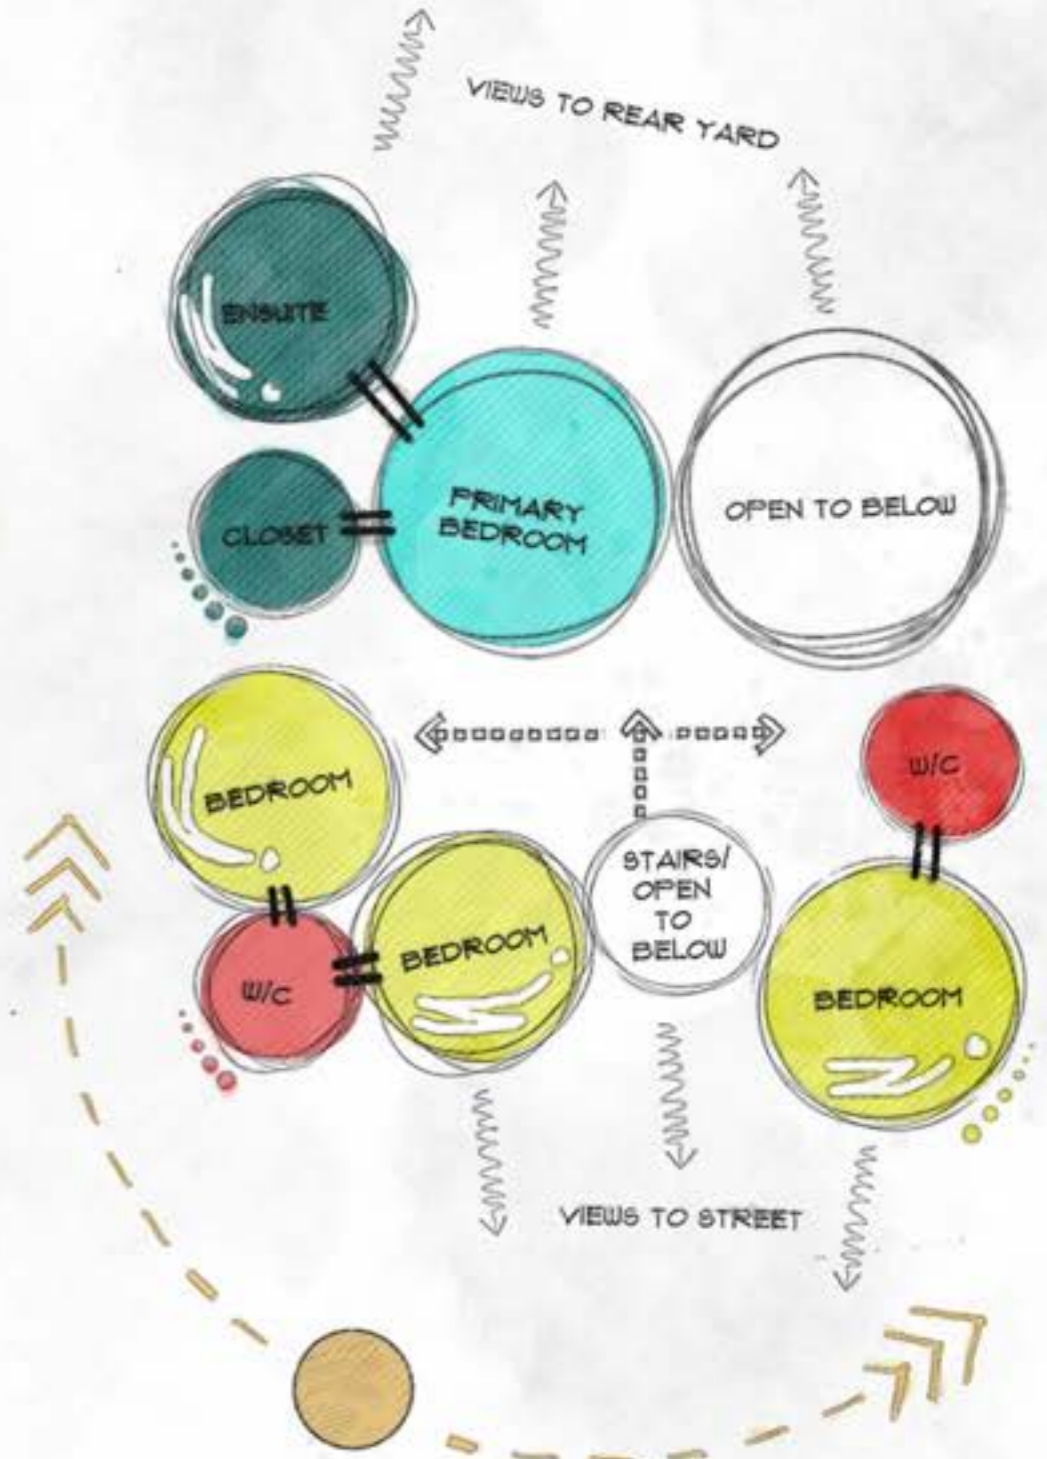 VIEWS TO REAR YARD
ENSUITE
CLOSET
PRIMARY
BEDROOM
OPEN TO BELOW
BEDROOM
W/C
STAIRS/
OPEN
TO
BELOW
BEDROOM
W/C
BEDROOM
VIEWS TO STREET